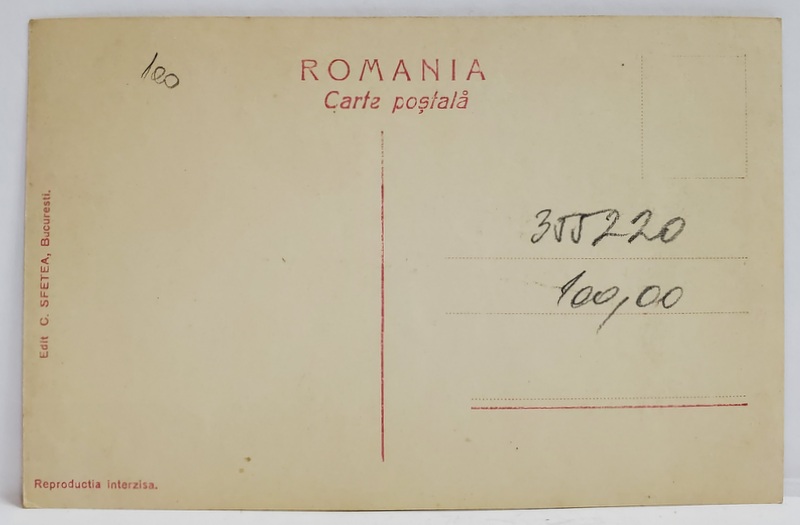 100
ROMANIA
Carte poștală
355220
100,00
Edit C. SFETEA, Bucuresti.
Reproductia interzisa.